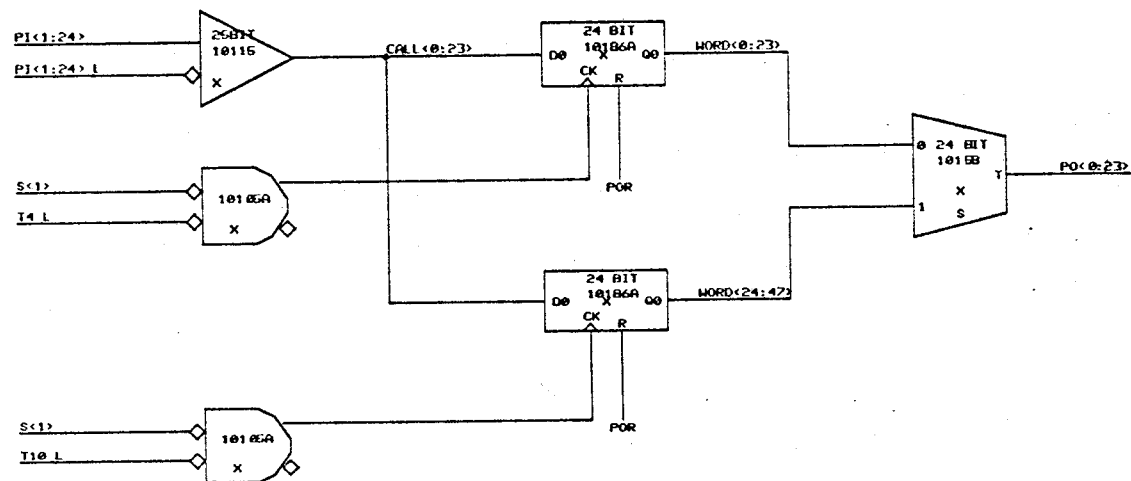 PI<1:24>
PI<1:24> L
25BIT
10115
X
CALL<0:23>
24 BIT
10186A
X
D0
Q0
CK
R
POR
WORD<0:23>
S<1>
T4 L
10105A
X
0
24 BIT
10158
X
S
1
Y
PO<0:23>
24 BIT
10186A
X
D0
Q0
CK
R
POR
WORD<24:47>
S<1>
T10 L
10105A
X